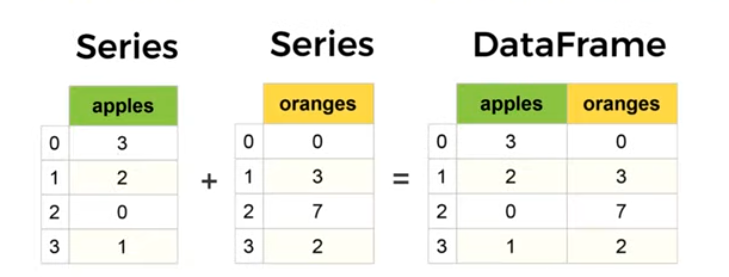 Series Series DataFrame
apples oranges apples oranges
0 3 0 0 0 3 0
1 2 + 1 3 = 1 2 3
2 0 2 7 2 0 7
3 1 3 2 3 1 2